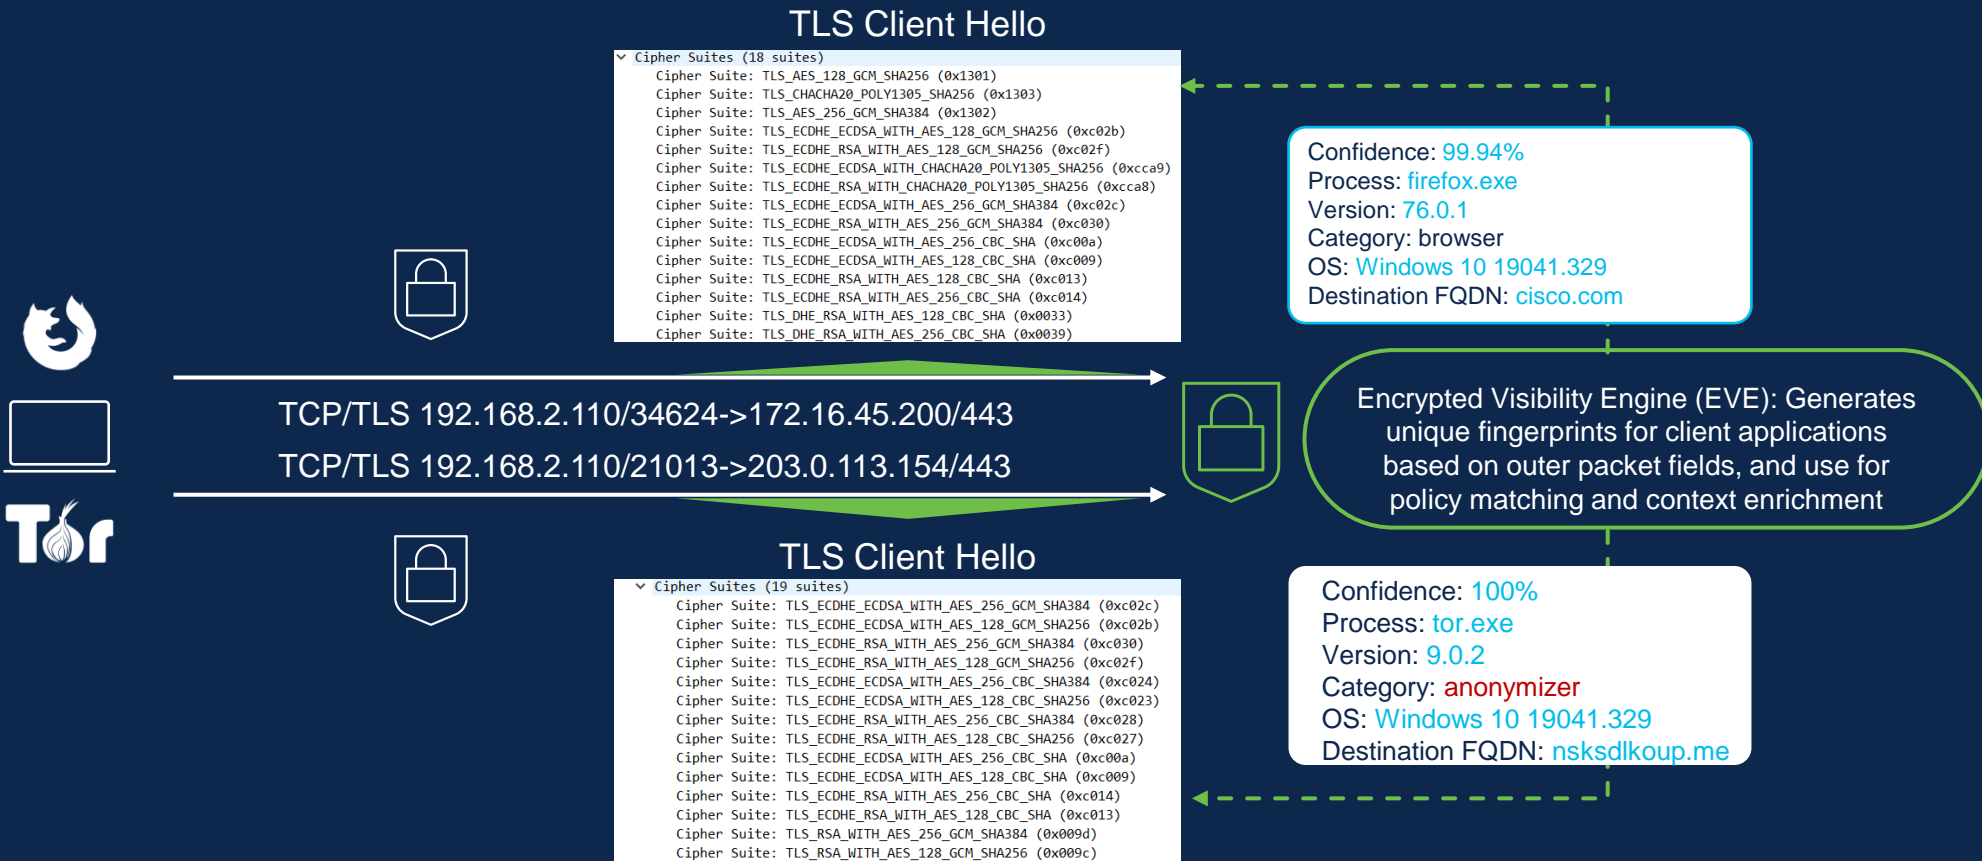 TLS Client Hello
Cipher Suites (18 suites)
Cipher Suite: TLS_AES_128_GCM_SHA256 (0x1301)
Cipher Suite: TLS_CHACHA20_POLY1305_SHA256 (0x1303)
Cipher Suite: TLS_AES_256_GCM_SHA384 (0x1302)
Cipher Suite: TLS_ECDHE_ECDSA_WITH_AES_128_GCM_SHA256 (0xc02b)
Cipher Suite: TLS_ECDHE_RSA_WITH_AES_128_GCM_SHA256 (0xc02f)
Cipher Suite: TLS_ECDHE_ECDSA_WITH_CHACHA20_POLY1305_SHA256 (0xcca9)
Cipher Suite: TLS_ECDHE_RSA_WITH_CHACHA20_POLY1305_SHA256 (0xcca8)
Cipher Suite: TLS_ECDHE_ECDSA_WITH_AES_256_GCM_SHA384 (0xc02c)
Cipher Suite: TLS_ECDHE_RSA_WITH_AES_256_GCM_SHA384 (0xc030)
Cipher Suite: TLS_ECDHE_ECDSA_WITH_AES_256_CBC_SHA (0xc00a)
Cipher Suite: TLS_ECDHE_ECDSA_WITH_AES_128_CBC_SHA (0xc009)
Cipher Suite: TLS_ECDHE_RSA_WITH_AES_128_CBC_SHA (0xc013)
Cipher Suite: TLS_ECDHE_RSA_WITH_AES_256_CBC_SHA (0xc014)
Cipher Suite: TLS_DHE_RSA_WITH_AES_128_CBC_SHA (0x0033)
Cipher Suite: TLS_DHE_RSA_WITH_AES_256_CBC_SHA (0x0039)
Confidence: 99.94%
Process: firefox.exe
Version: 76.0.1
Category: browser
OS: Windows 10 19041.329
Destination FQDN: cisco.com
TCP/TLS 192.168.2.110/34624->172.16.45.200/443
TCP/TLS 192.168.2.110/21013->203.0.113.154/443
Encrypted Visibility Engine (EVE): Generates
unique fingerprints for client applications
based on outer packet fields, and use for
policy matching and context enrichment
Tor
TLS Client Hello
Cipher Suites (19 suites)
Cipher Suite: TLS_ECDHE_ECDSA_WITH_AES_256_GCM_SHA384 (0xc02c)
Cipher Suite: TLS_ECDHE_ECDSA_WITH_AES_128_GCM_SHA256 (0xc02b)
Cipher Suite: TLS_ECDHE_RSA_WITH_AES_256_GCM_SHA384 (0xc030)
Cipher Suite: TLS_ECDHE_RSA_WITH_AES_128_GCM_SHA256 (0xc02f)
Cipher Suite: TLS_ECDHE_ECDSA_WITH_AES_256_CBC_SHA384 (0xc024)
Cipher Suite: TLS_ECDHE_ECDSA_WITH_AES_128_CBC_SHA256 (0xc023)
Cipher Suite: TLS_ECDHE_RSA_WITH_AES_256_CBC_SHA384 (0xc028)
Cipher Suite: TLS_ECDHE_RSA_WITH_AES_128_CBC_SHA256 (0xc027)
Cipher Suite: TLS_ECDHE_ECDSA_WITH_AES_256_CBC_SHA (0xc00a)
Cipher Suite: TLS_ECDHE_ECDSA_WITH_AES_128_CBC_SHA (0xc009)
Cipher Suite: TLS_ECDHE_RSA_WITH_AES_256_CBC_SHA (0xc014)
Cipher Suite: TLS_ECDHE_RSA_WITH_AES_128_CBC_SHA (0xc013)
Cipher Suite: TLS_RSA_WITH_AES_256_GCM_SHA384 (0x009d)
Cipher Suite: TLS_RSA_WITH_AES_128_GCM_SHA256 (0x009c)
Confidence: 100%
Process: tor.exe
Version: 9.0.2
Category: anonymizer
OS: Windows 10 19041.329
Destination FQDN: nsksdlkoup.me